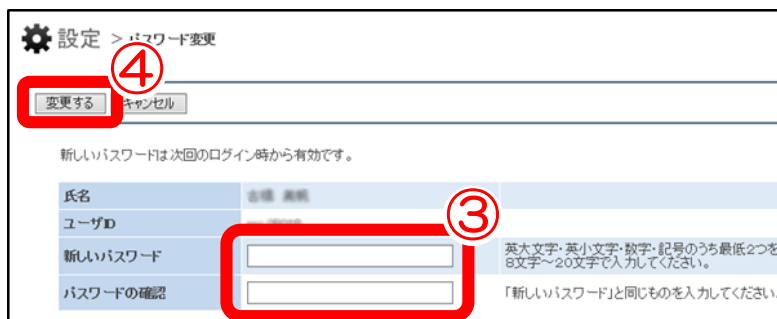 設定 > パスワード変更
④
変更する キャンセル
新しいパスワードは次回のログイン時から有効です。
氏名
③
ユーザID
新しいパスワード 英大文字・英小文字・数字・記号のうち最低2つを
8文字～20文字で入力してください。
パスワードの確認 「新しいパスワード」と同じものを入力してください。